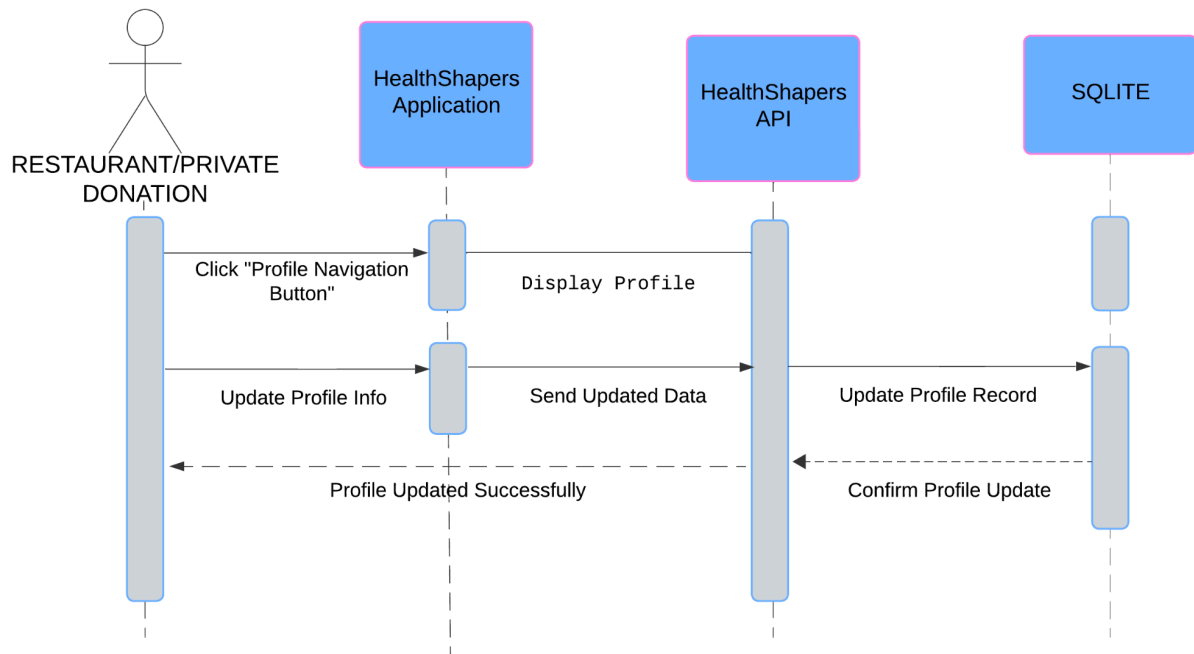 HealthShapers
Application
HealthShapers
API
SQLITE
RESTAURANT/PRIVATE
DONATION
Click "Profile Navigation
Button"
Display Profile
Update Profile Info
Send Updated Data
Update Profile Record
Profile Updated Successfully
Confirm Profile Update